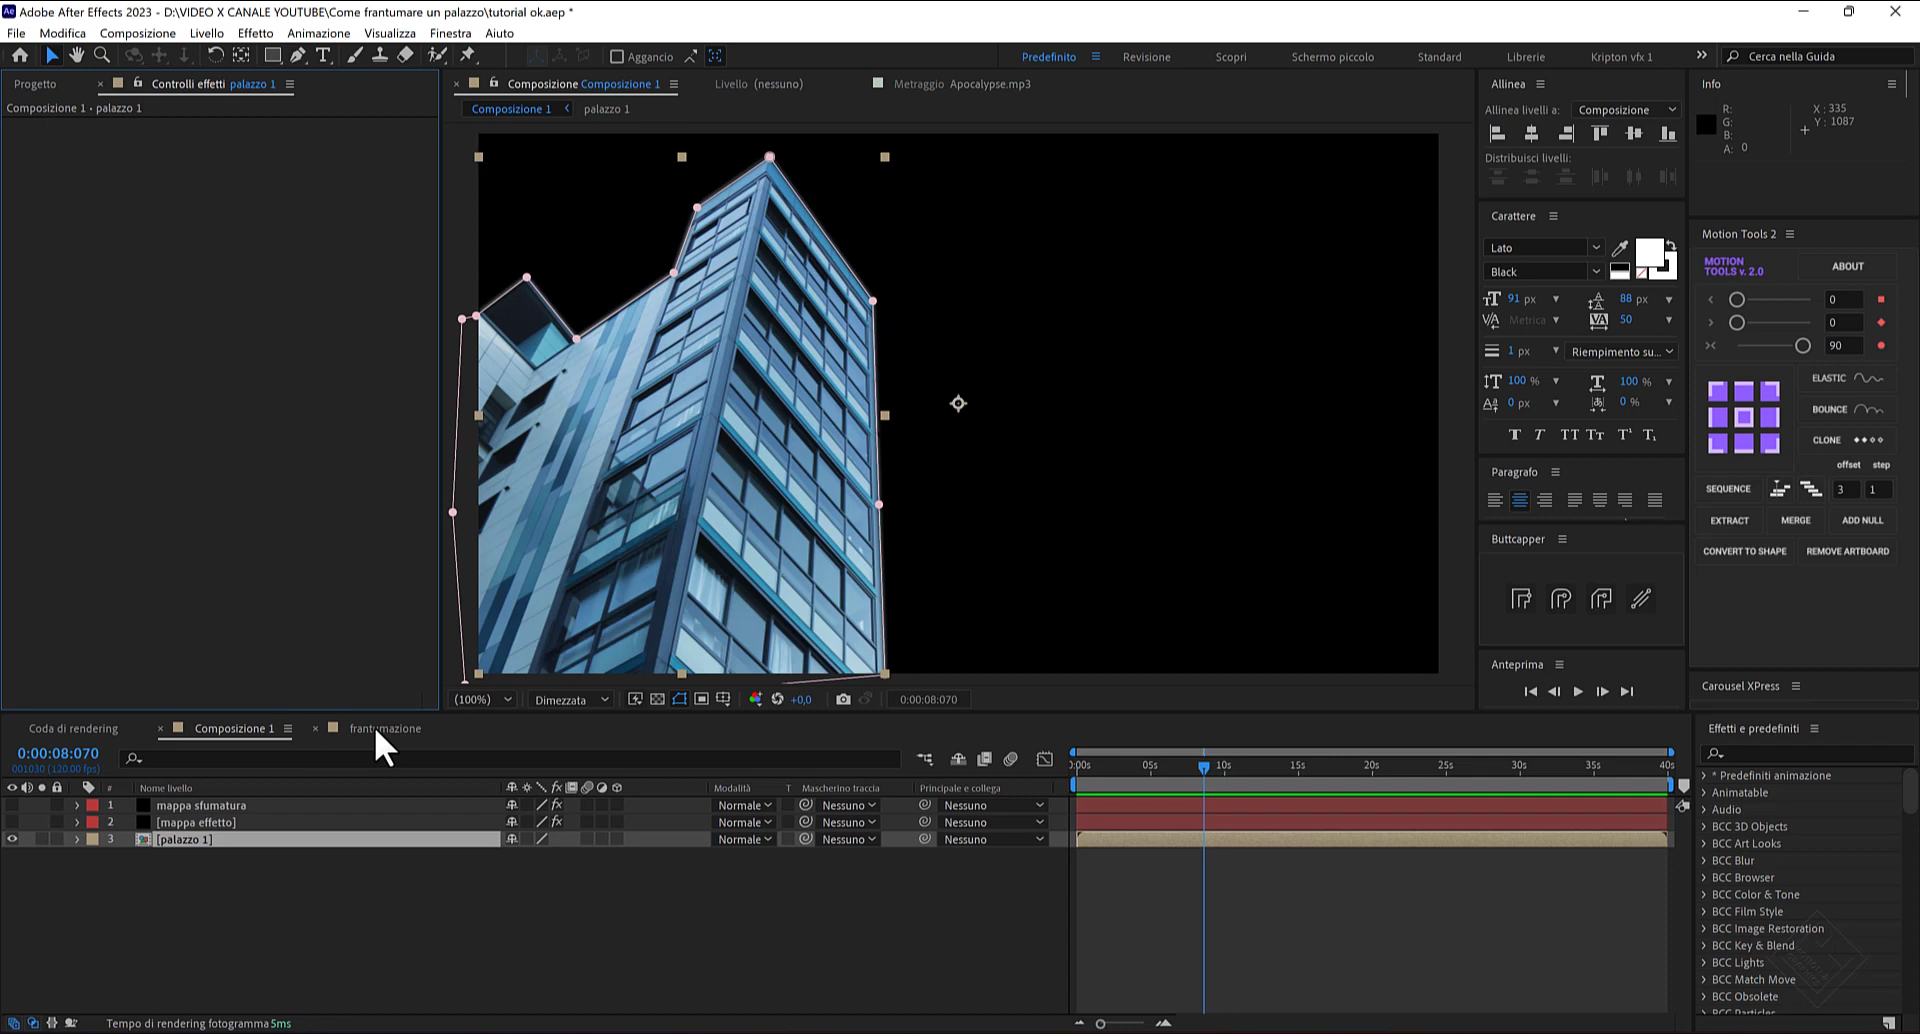 Adobe After Effects 2023 - D:\VIDEO X CANALE YOUTUBE\Come frantumare un palazzo\tutorial ok.aep *
File Modifica Composizione Livello Effetto Animazione Visualizza Finestra Aiuto
Aggancio
Predefinito Revisione Scopri Schermo piccolo Standard Librerie Kripton vfx 1 Cerca nella Guida
Progetto Controlli effetti palazzo 1
Composizione 1 • palazzo 1
Composizione Composizione 1 Livello (nessuno) Metraggio Apocalypse.mp3
Composizione 1 palazzo 1
(100%) Dimezzata +0,0 0:00:08:070
Allinea
Allinea livelli a: Composizione
Distribuisci livelli:
Carattere
Lato
Black
91 px 88 px
Metrica 50
1 px Riempimento su...
100 % 100 %
0 px 0 %
T T TT Tt T¹ T₁
Paragrafo
Buttcapper
Anteprima
Info
R:
G:
B:
A: 0
X : 335
Y : 1087
Motion Tools 2
MOTION
TOOLS v. 2.0
ABOUT
0
0
90
ELASTIC
BOUNCE
CLONE
offset step
SEQUENCE 3 1
EXTRACT MERGE ADD NULL
CONVERT TO SHAPE REMOVE ARTBOARD
Carousel XPress
Coda di rendering Composizione 1 frantumazione
0:00:08:070
001030 (120.00 fps)
# Nome livello Modalità T Mascherino traccia Principale e collega
1 mappa sfumatura Normale Nessuno Nessuno
2 [mappa effetto] Normale Nessuno Nessuno
3 [palazzo 1] Normale Nessuno Nessuno
0:00s 05s 10s 15s 20s 25s 30s 35s 40s
Effetti e predefiniti
* Predefiniti animazione
Animatable
Audio
BCC 3D Objects
BCC Art Looks
BCC Blur
BCC Browser
BCC Color & Tone
BCC Film Style
BCC Image Restoration
BCC Key & Blend
BCC Lights
BCC Match Move
BCC Obsolete
BCC Particles
Tempo di rendering fotogramma 5ms